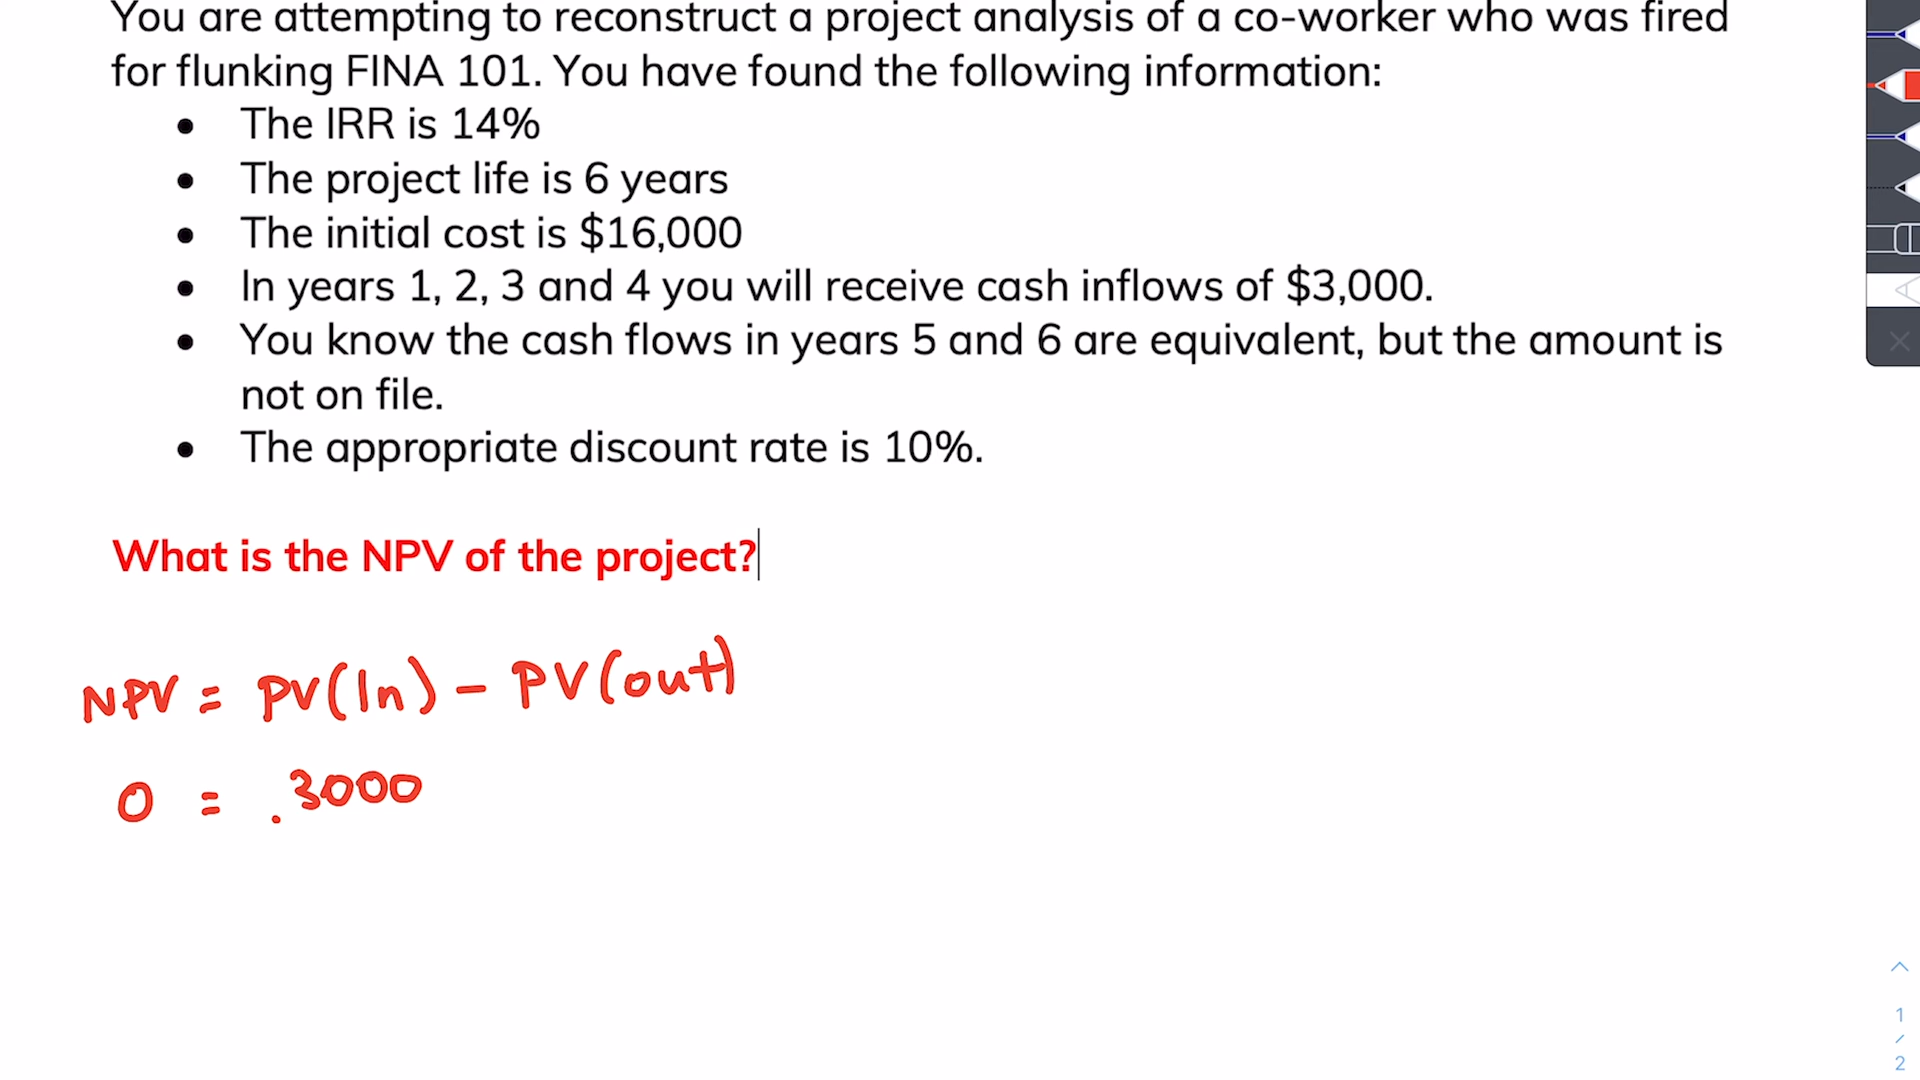 You are attempting to reconstruct a project analysis of a co-worker who was fired
for flunking FINA 101. You have found the following information:
• The IRR is 14%
• The project life is 6 years
• The initial cost is $16,000
• In years 1, 2, 3 and 4 you will receive cash inflows of $3,000.
• You know the cash flows in years 5 and 6 are equivalent, but the amount is
not on file.
• The appropriate discount rate is 10%.
What is the NPV of the project?
NPV = PV(In) - PV(out)
0 = .3000
1
/
2